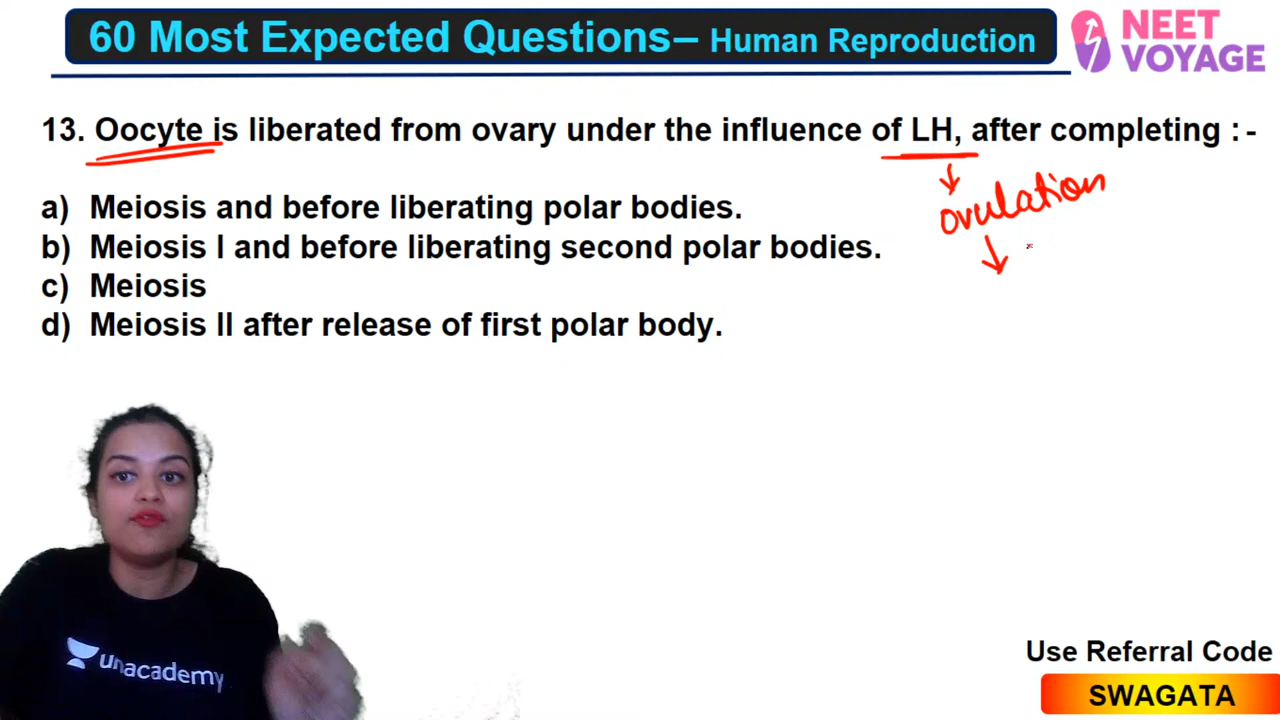 60 Most Expected Questions– Human Reproduction
NEET
VOYAGE
13. Oocyte is liberated from ovary under the influence of LH, after completing : -
ovulation
a) Meiosis and before liberating polar bodies.
b) Meiosis I and before liberating second polar bodies.
c) Meiosis
d) Meiosis II after release of first polar body.
unacademy
Use Referral Code
SWAGATA